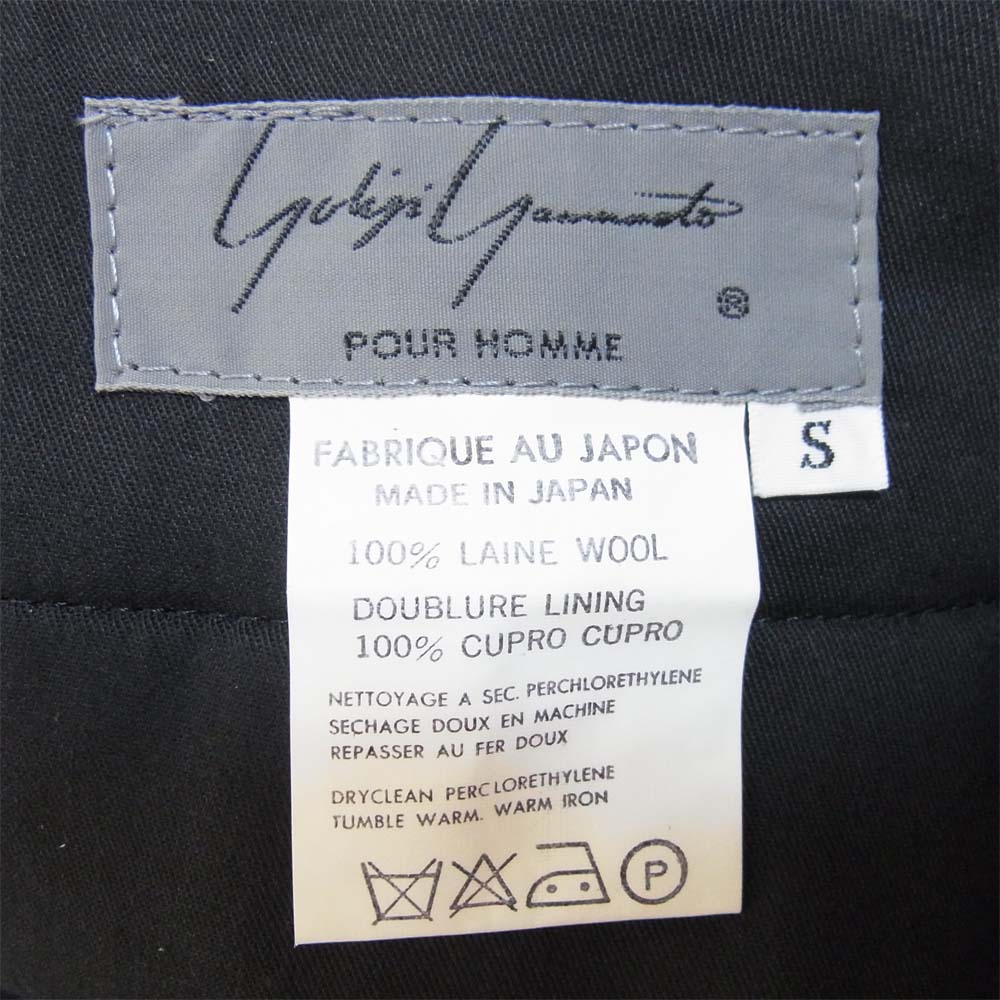 Yohji Yamamoto
®
POUR HOMME
S
FABRIQUE AU JAPON
MADE IN JAPAN
100% LAINE WOOL
DOUBLURE LINING
100% CUPRO CUPRO
NETTOYAGE A SEC. PERCHLORETHYLENE
SECHAGE DOUX EN MACHINE
REPASSER AU FER DOUX
DRYCLEAN PERCLORETHYLENE
TUMBLE WARM. WARM IRON
P